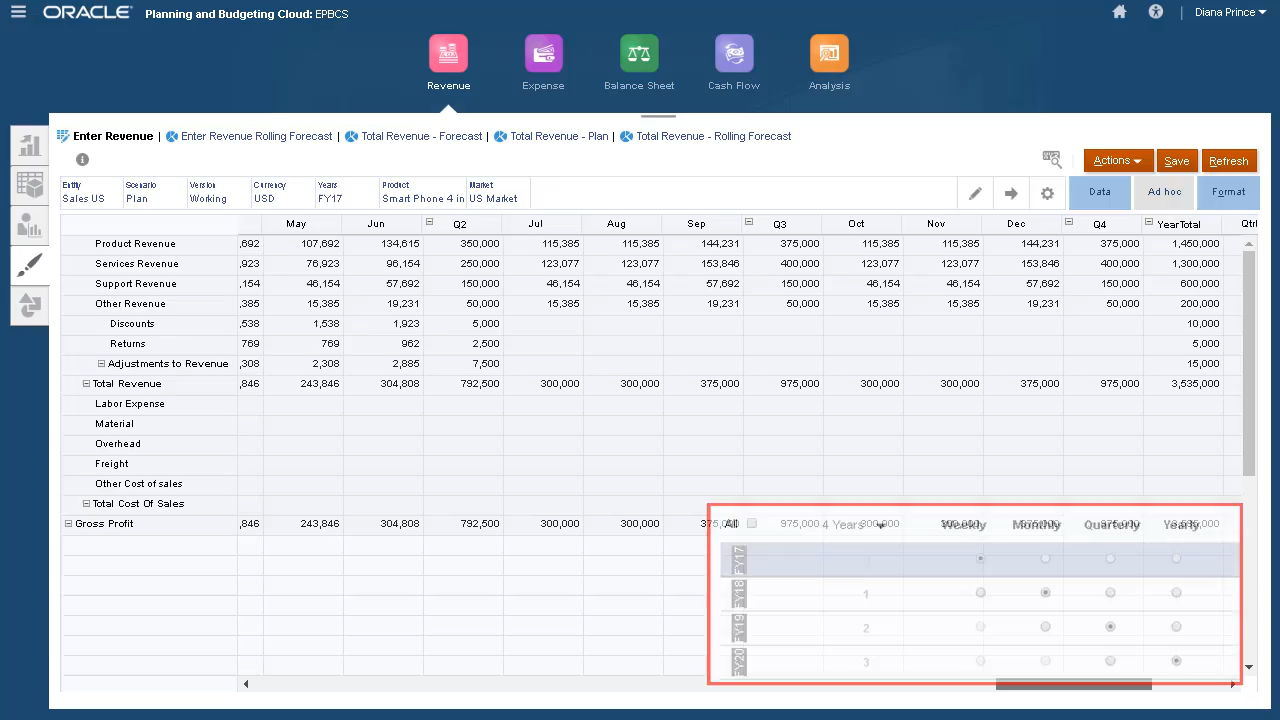 ORACLE® Planning and Budgeting Cloud: EPBCS Diana Prince
Revenue Expense Balance Sheet Cash Flow Analysis
Enter Revenue | Enter Revenue Rolling Forecast | Total Revenue - Forecast | Total Revenue - Plan | Total Revenue - Rolling Forecast
Actions Save Refresh
Entity Scenario Version Currency Years Product Market
Sales US Plan Working USD FY17 Smart Phone 4 in US Market
Data Ad hoc Format
May Jun Q2 Jul Aug Sep Q3 Oct Nov Dec Q4 YearTotal Qtrl
Product Revenue ,692 107,692 134,615 350,000 115,385 115,385 144,231 375,000 115,385 115,385 144,231 375,000 1,450,000
Services Revenue ,923 76,923 96,154 250,000 123,077 123,077 153,846 400,000 123,077 123,077 153,846 400,000 1,300,000
Support Revenue ,154 46,154 57,692 150,000 46,154 46,154 57,692 150,000 46,154 46,154 57,692 150,000 600,000
Other Revenue ,385 15,385 19,231 50,000 15,385 15,385 19,231 50,000 15,385 15,385 19,231 50,000 200,000
Discounts ,538 1,538 1,923 5,000 10,000
Returns 769 769 962 2,500 5,000
Adjustments to Revenue ,308 2,308 2,885 7,500 15,000
Total Revenue ,846 243,846 304,808 792,500 300,000 300,000 375,000 975,000 300,000 300,000 375,000 975,000 3,535,000
Labor Expense
Material
Overhead
Freight
Other Cost of sales
Total Cost Of Sales
Gross Profit ,846 243,846 304,808 792,500 300,000 300,000 375,000 975,000 300,000
All 4 Years Weekly Monthly Quarterly Yearly
FY17
FY18 1
FY19 2
FY20 3